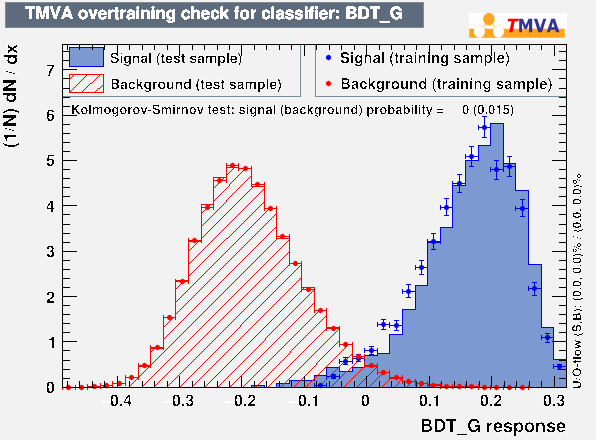 TMVA overtraining check for classifier: BDT_G
TMVA
Signal (test sample)
Background (test sample)
Signal (training sample)
Background (training sample)
Kolmogorov-Smirnov test: signal (background) probability = 0 (0.015)
(1/N) dN / dx
7
6
5
4
3
2
1
0
-0.4 -0.3 -0.2 -0.1 0 0.1 0.2 0.3
BDT_G response
U/O-flow (S,B): (0.0, 0.0)% / (0.0, 0.0)%